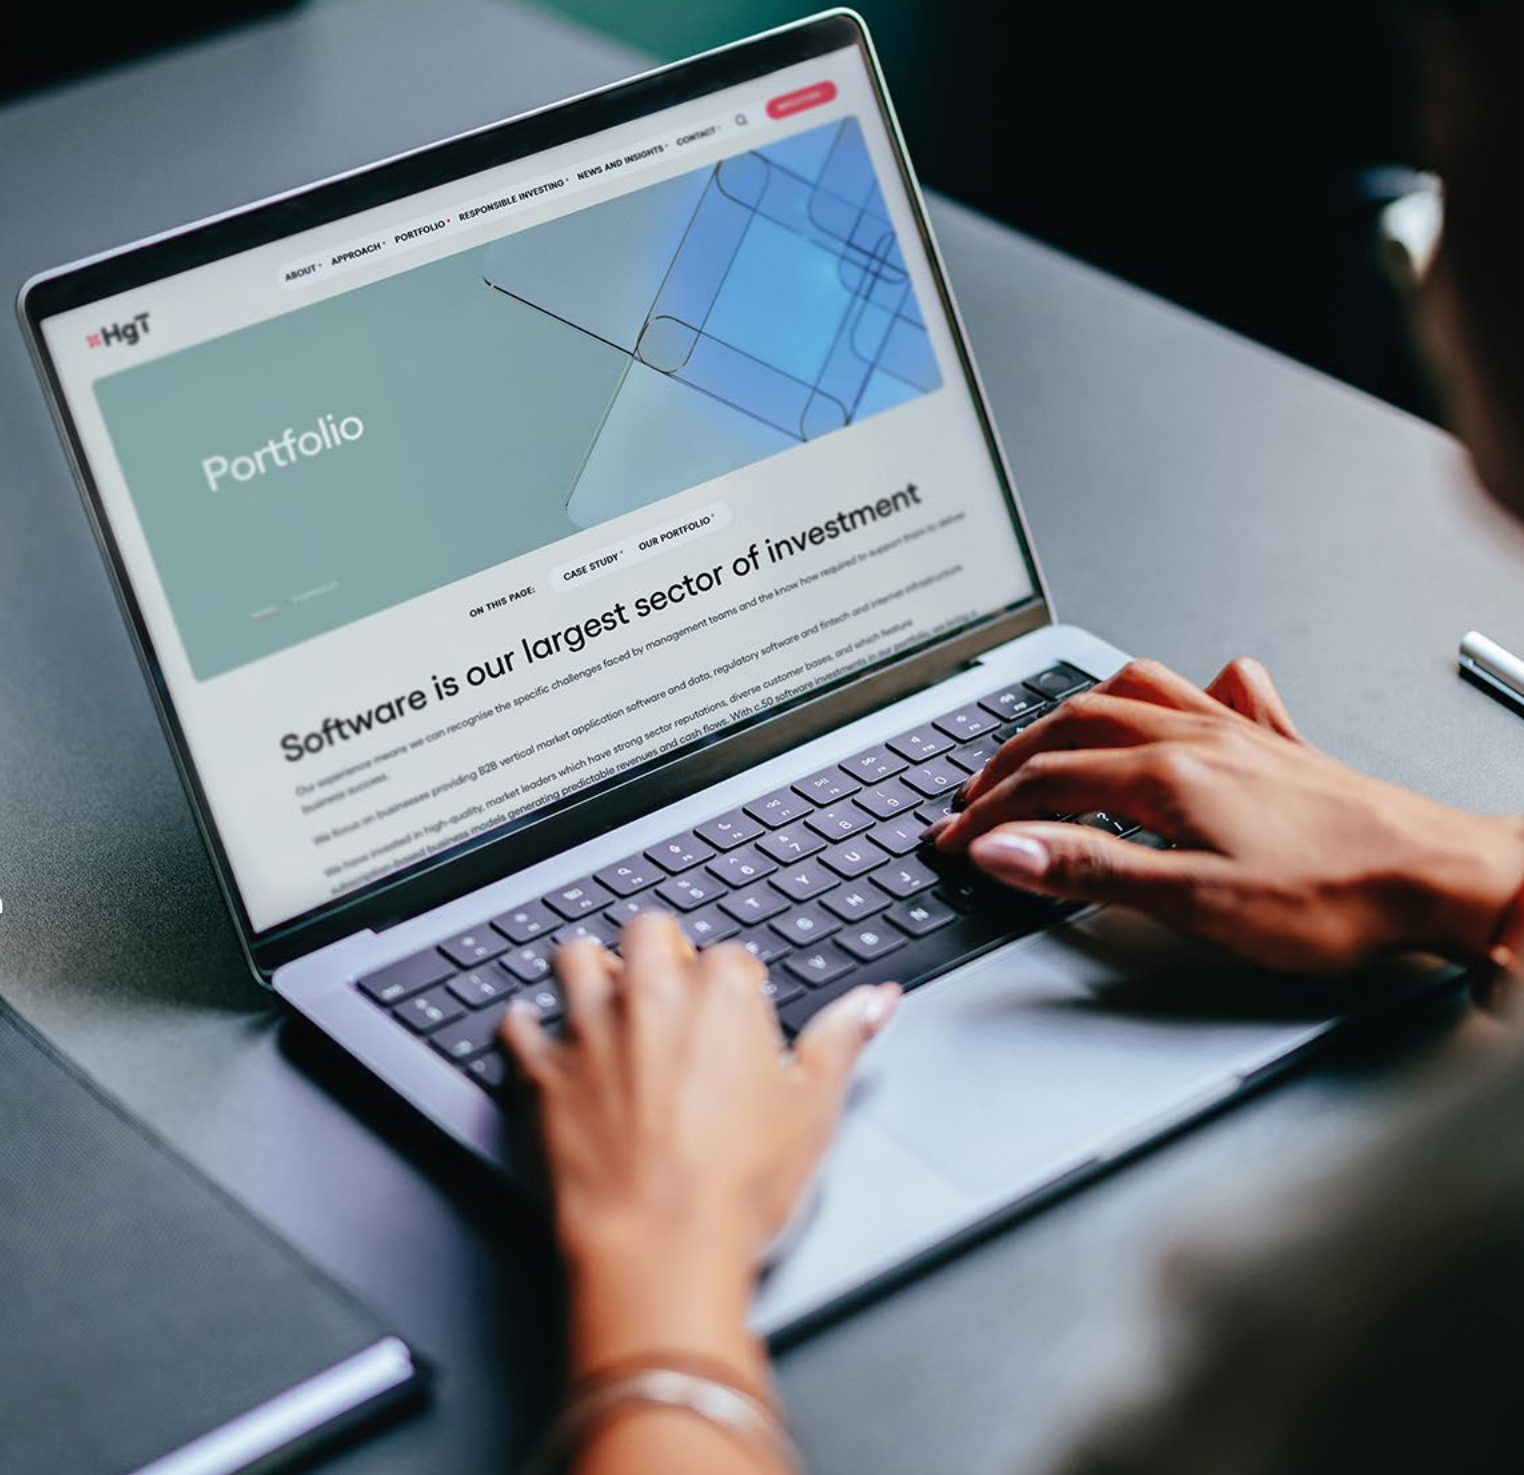 HgT
ABOUT APPROACH PORTFOLIO RESPONSIBLE INVESTING NEWS AND INSIGHTS CONTACT
Portfolio
ON THIS PAGE: CASE STUDY OUR PORTFOLIO
Software is our largest sector of investment
Our experience means we can recognise the specific challenges faced by management teams and the know how required to support them to deliver
business success.
We focus on businesses providing B2B vertical market application software and data, regulatory software and fintech and internet infrastructure
We have invested in high-quality, market leaders which have strong sector reputations, diverse customer bases, and which feature
subscription-based business models generating predictable revenues and cash flows. With c.50 software investments in our portfolio, we bring